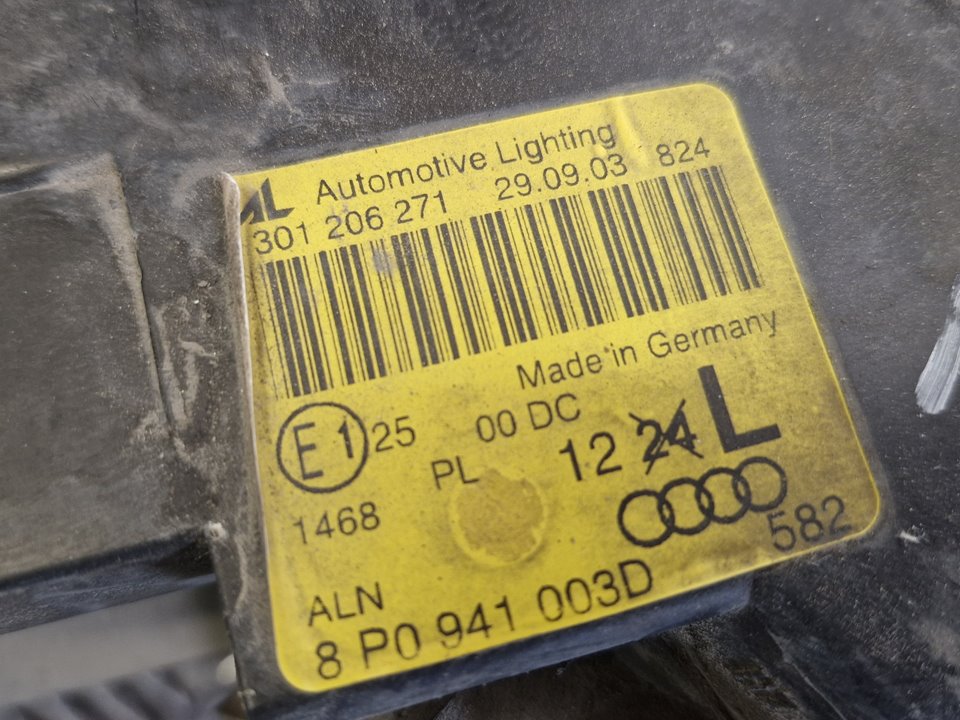 AL Automotive Lighting
301 206 271 29.09.03 824
Made in Germany
E1 25 00 DC
PL 12 24 L
1468
582
ALN
8 P0 941 003D